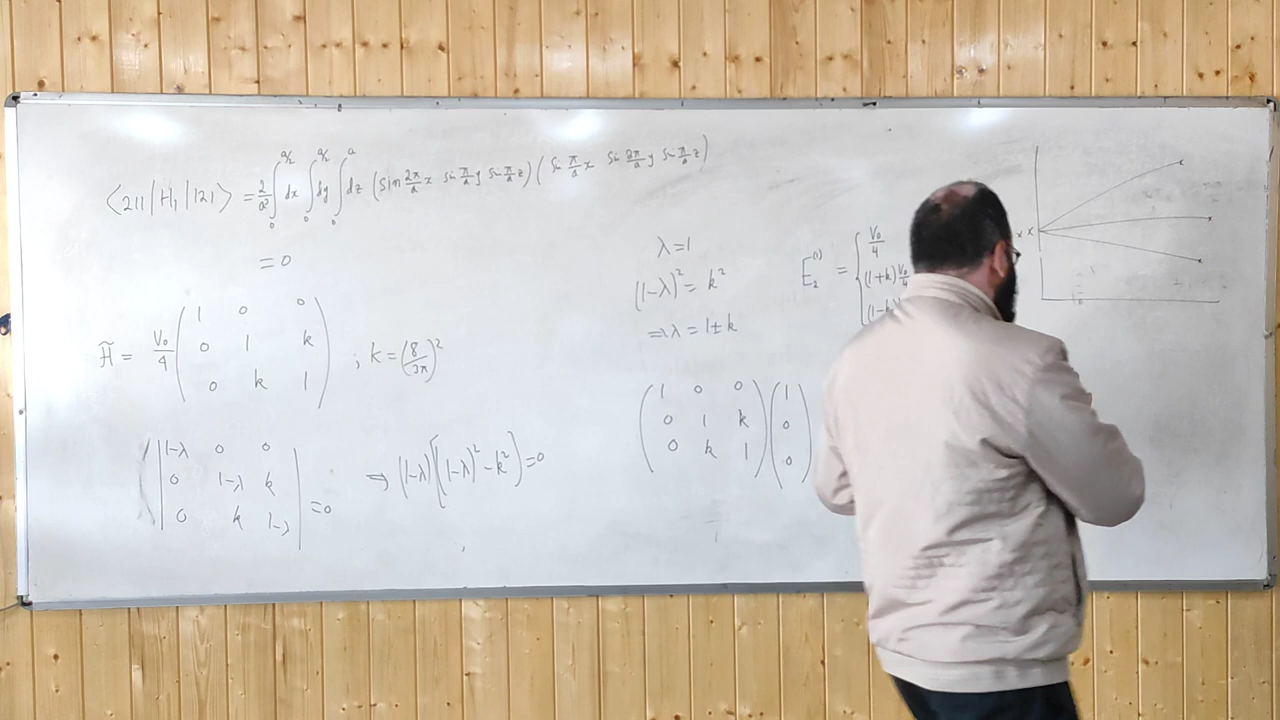 ⟨211|H₁|121⟩ = 2/a² ∫₀^{a/2} dx ∫₀^{a/2} dy ∫₀^{a} dz (Sin 2π/a x Sin π/a y Sin π/a z)(Sin π/a x Sin 2π/a y Sin π/a z)
= 0
H̃ = V₀/4 (1 0 0
0 1 k
0 k 1) ; k = (8/3π)²
|1-λ 0 0
0 1-λ k
0 k 1-λ| = 0 ⇒ (1-λ)[(1-λ)² - k²] = 0
λ = 1
(1-λ)² = k²
⇒ λ = 1 ± k
(1 0 0
0 1 k
0 k 1) (1
0
0)
E₂⁽¹⁾ = { V₀/4
(1+k) V₀/4
(1-k)